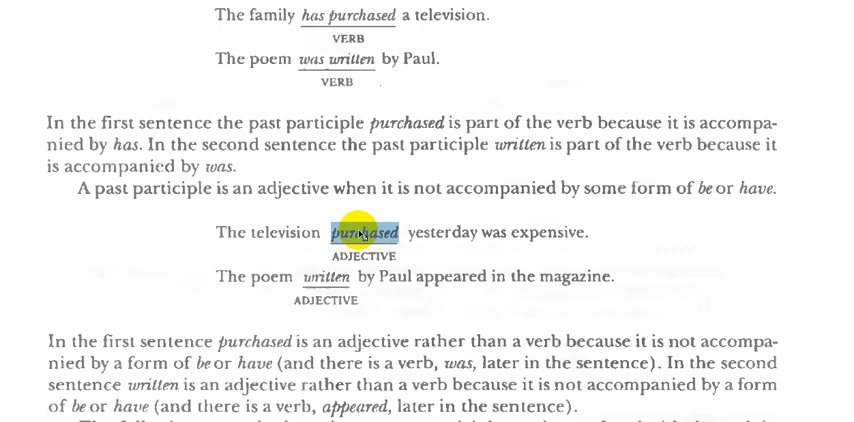 The family has purchased a television.
VERB
The poem was written by Paul.
VERB
In the first sentence the past participle purchased is part of the verb because it is accompa-
nied by has. In the second sentence the past participle written is part of the verb because it
is accompanied by was.
A past participle is an adjective when it is not accompanied by some form of be or have.
The television purchased yesterday was expensive.
ADJECTIVE
The poem written by Paul appeared in the magazine.
ADJECTIVE
In the first sentence purchased is an adjective rather than a verb because it is not accompa-
nied by a form of be or have (and there is a verb, was, later in the sentence). In the second
sentence written is an adjective rather than a verb because it is not accompanied by a form
of be or have (and there is a verb, appeared, later in the sentence).